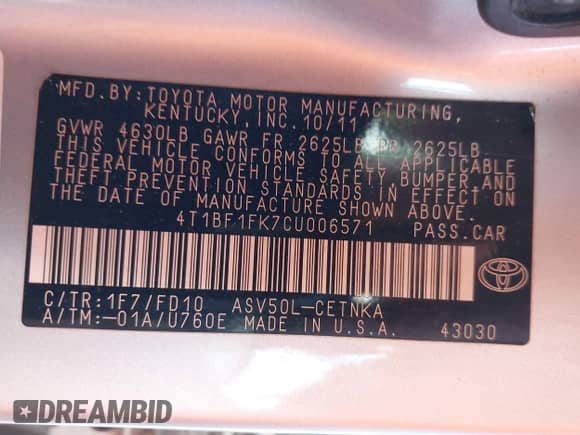 MFD.BY:TOYOTA MOTOR MANUFACTURING,
KENTUCKY,INC.10/11
GVWR 4630LB GAWR FR 2625LB RR 2625LB
THIS VEHICLE CONFORMS TO ALL APPLICABLE
FEDERAL MOTOR VEHICLE SAFETY, BUMPER AND
THEFT PREVENTION STANDARDS IN EFFECT ON
THE DATE OF MANUFACTURE SHOWN ABOVE.
4T1BF1FK7CU006571 PASS.CAR
C/TR:1F7/FD10 ASV50L-CETNKA
A/TM:-01A/U760E MADE IN U.S.A. 43030
DREAMBID